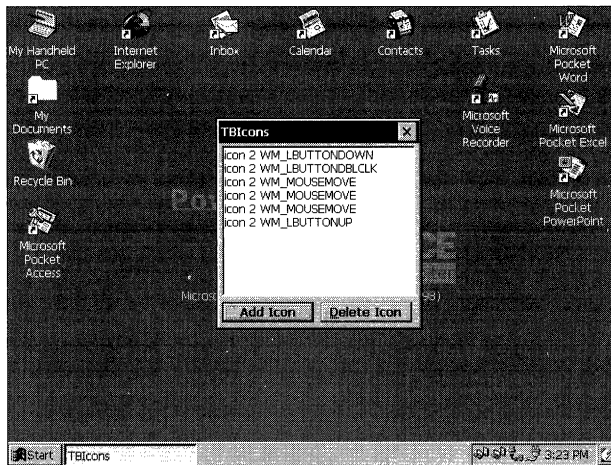 My Handheld
PC
Internet
Explorer
Inbox
Calendar
Contacts
Tasks
Microsoft
Pocket
Word
My
Documents
Microsoft
Voice
Recorder
Microsoft
Pocket Excel
Recycle Bin
Microsoft
Pocket
PowerPoint
Microsoft
Pocket
Access
TBIcons
icon 2 WM_LBUTTONDOWN
icon 2 WM_LBUTTONDBLCLK
icon 2 WM_MOUSEMOVE
icon 2 WM_MOUSEMOVE
icon 2 WM_MOUSEMOVE
icon 2 WM_LBUTTONUP
Add Icon
Delete Icon
Start
TBIcons
3:23 PM